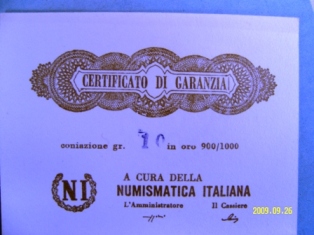 CERTIFICATO DI GARANZIA
coniazione gr. 10 in oro 900/1000
NI
A CURA DELLA
NUMISMATICA ITALIANA
L'Amministratore Il Cassiere
2009.09.26